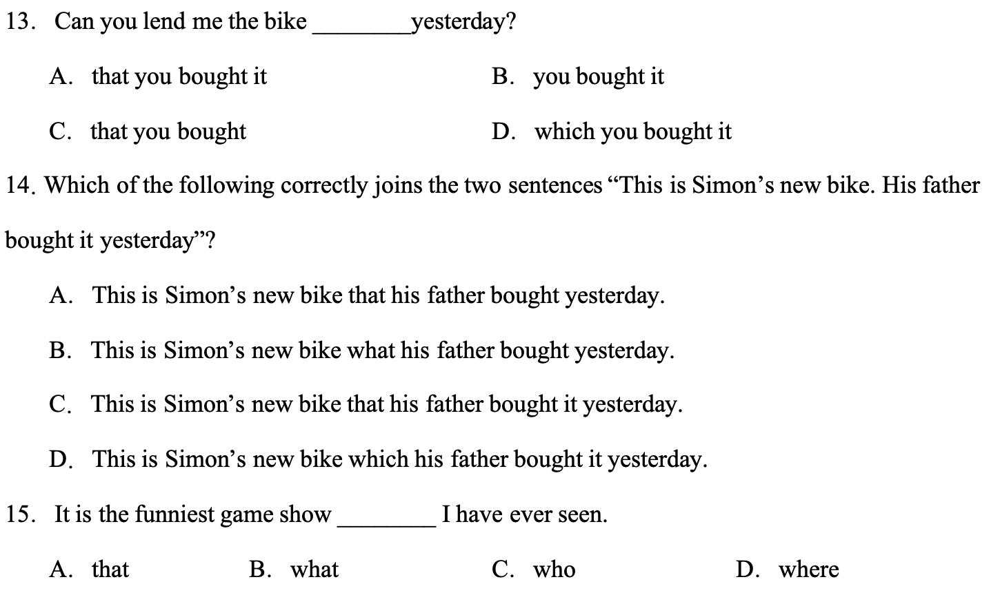 13. Can you lend me the bike ________yesterday?
A. that you bought it B. you bought it
C. that you bought D. which you bought it
14. Which of the following correctly joins the two sentences “This is Simon’s new bike. His father
bought it yesterday”?
A. This is Simon’s new bike that his father bought yesterday.
B. This is Simon’s new bike what his father bought yesterday.
C. This is Simon’s new bike that his father bought it yesterday.
D. This is Simon’s new bike which his father bought it yesterday.
15. It is the funniest game show ________ I have ever seen.
A. that B. what C. who D. where